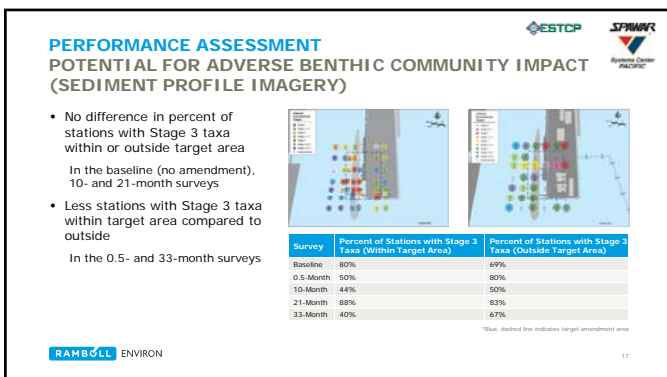 ESTCP
SPAWAR
Systems Center
PACIFIC
PERFORMANCE ASSESSMENT
POTENTIAL FOR ADVERSE BENTHIC COMMUNITY IMPACT
(SEDIMENT PROFILE IMAGERY)
• No difference in percent of
stations with Stage 3 taxa
within or outside target area
In the baseline (no amendment),
10- and 21-month surveys
• Less stations with Stage 3 taxa
within target area compared to
outside
In the 0.5- and 33-month surveys
Survey Percent of Stations with Stage 3 Percent of Stations with Stage 3
Taxa (Within Target Area) Taxa (Outside Target Area)
Baseline 80% 69%
0.5-Month 50% 80%
10-Month 44% 50%
21-Month 88% 83%
33-Month 40% 67%
*Blue, dashed line indicates target amendment area
RAMBOLL ENVIRON
17